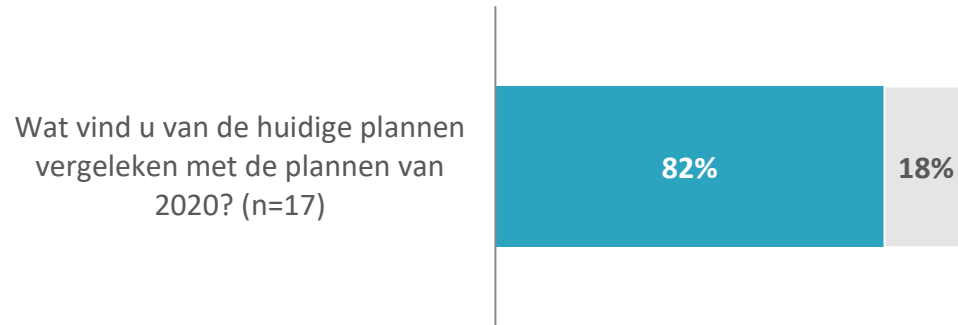 Wat vind u van de huidige plannen
vergeleken met de plannen van
2020? (n=17)
82%
18%